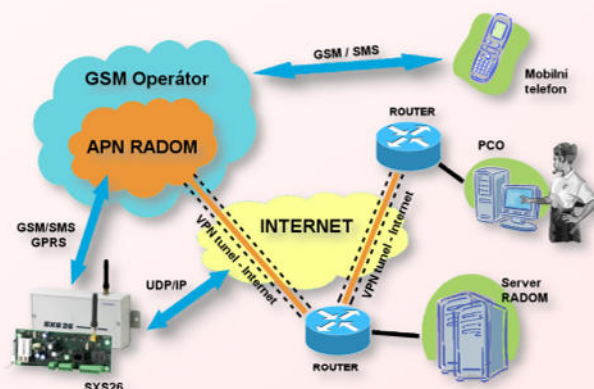 GSM / SMS
GSM Operátor
Mobilní
telefon
ROUTER
APN RADOM
PCO
GSM/SMS
GPRS
INTERNET
VPN tunel - Internet
VPN tunel - Internet
UDP/IP
Server
RADOM
SXS26
ROUTER
SXS26